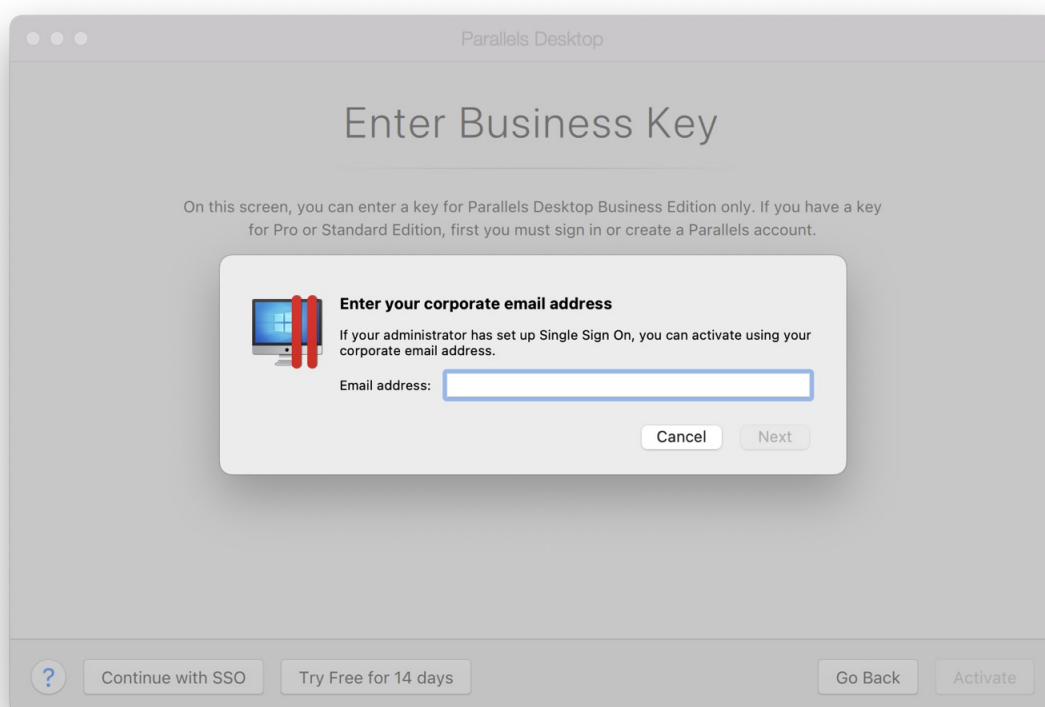 Parallels Desktop
Enter Business Key
On this screen, you can enter a key for Parallels Desktop Business Edition only. If you have a key
for Pro or Standard Edition, first you must sign in or create a Parallels account.
Enter your corporate email address
If your administrator has set up Single Sign On, you can activate using your
corporate email address.
Email address:
Cancel Next
? Continue with SSO Try Free for 14 days Go Back Activate